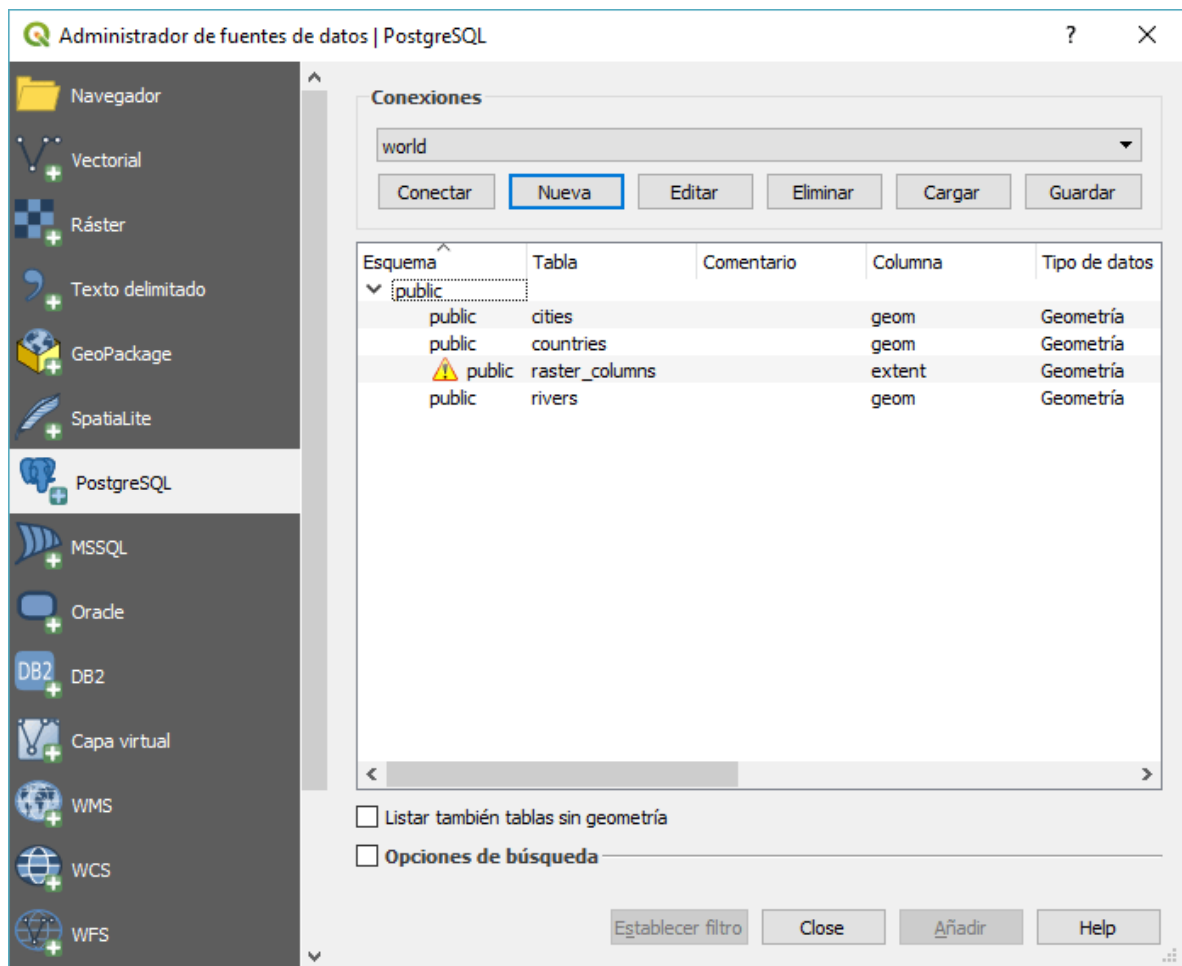 Administrador de fuentes de datos | PostgreSQL
?
Navegador
Vectorial
Ráster
Texto delimitado
GeoPackage
SpatiaLite
PostgreSQL
MSSQL
Oracle
DB2 DB2
Capa virtual
WMS
WCS
WFS
Conexiones
world
Conectar Nueva Editar Eliminar Cargar Guardar
Esquema Tabla Comentario Columna Tipo de datos
public
public cities geom Geometría
public countries geom Geometría
public raster_columns extent Geometría
public rivers geom Geometría
Listar también tablas sin geometría
Opciones de búsqueda
Establecer filtro Close Añadir Help